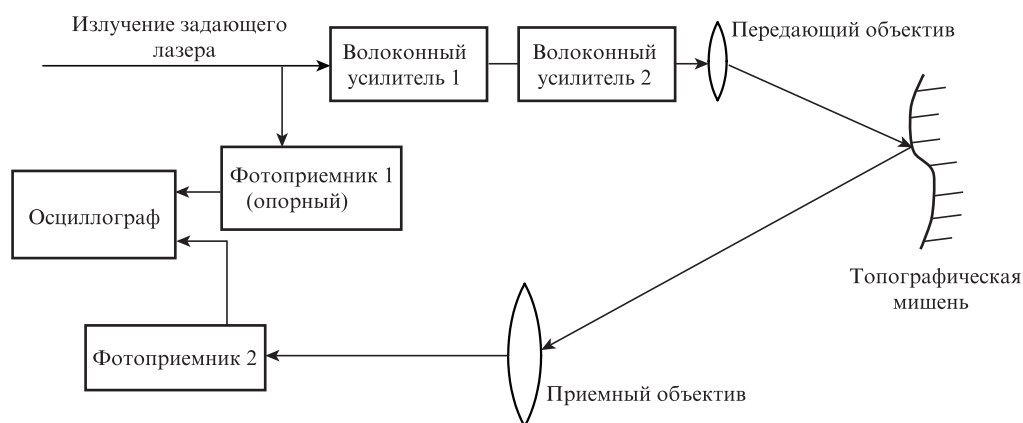 Излучение задающего
лазера
Волоконный
усилитель 1
Волоконный
усилитель 2
Передающий объектив
Фотоприемник 1
(опорный)
Осциллограф
Топографическая
мишень
Фотоприемник 2
Приемный объектив